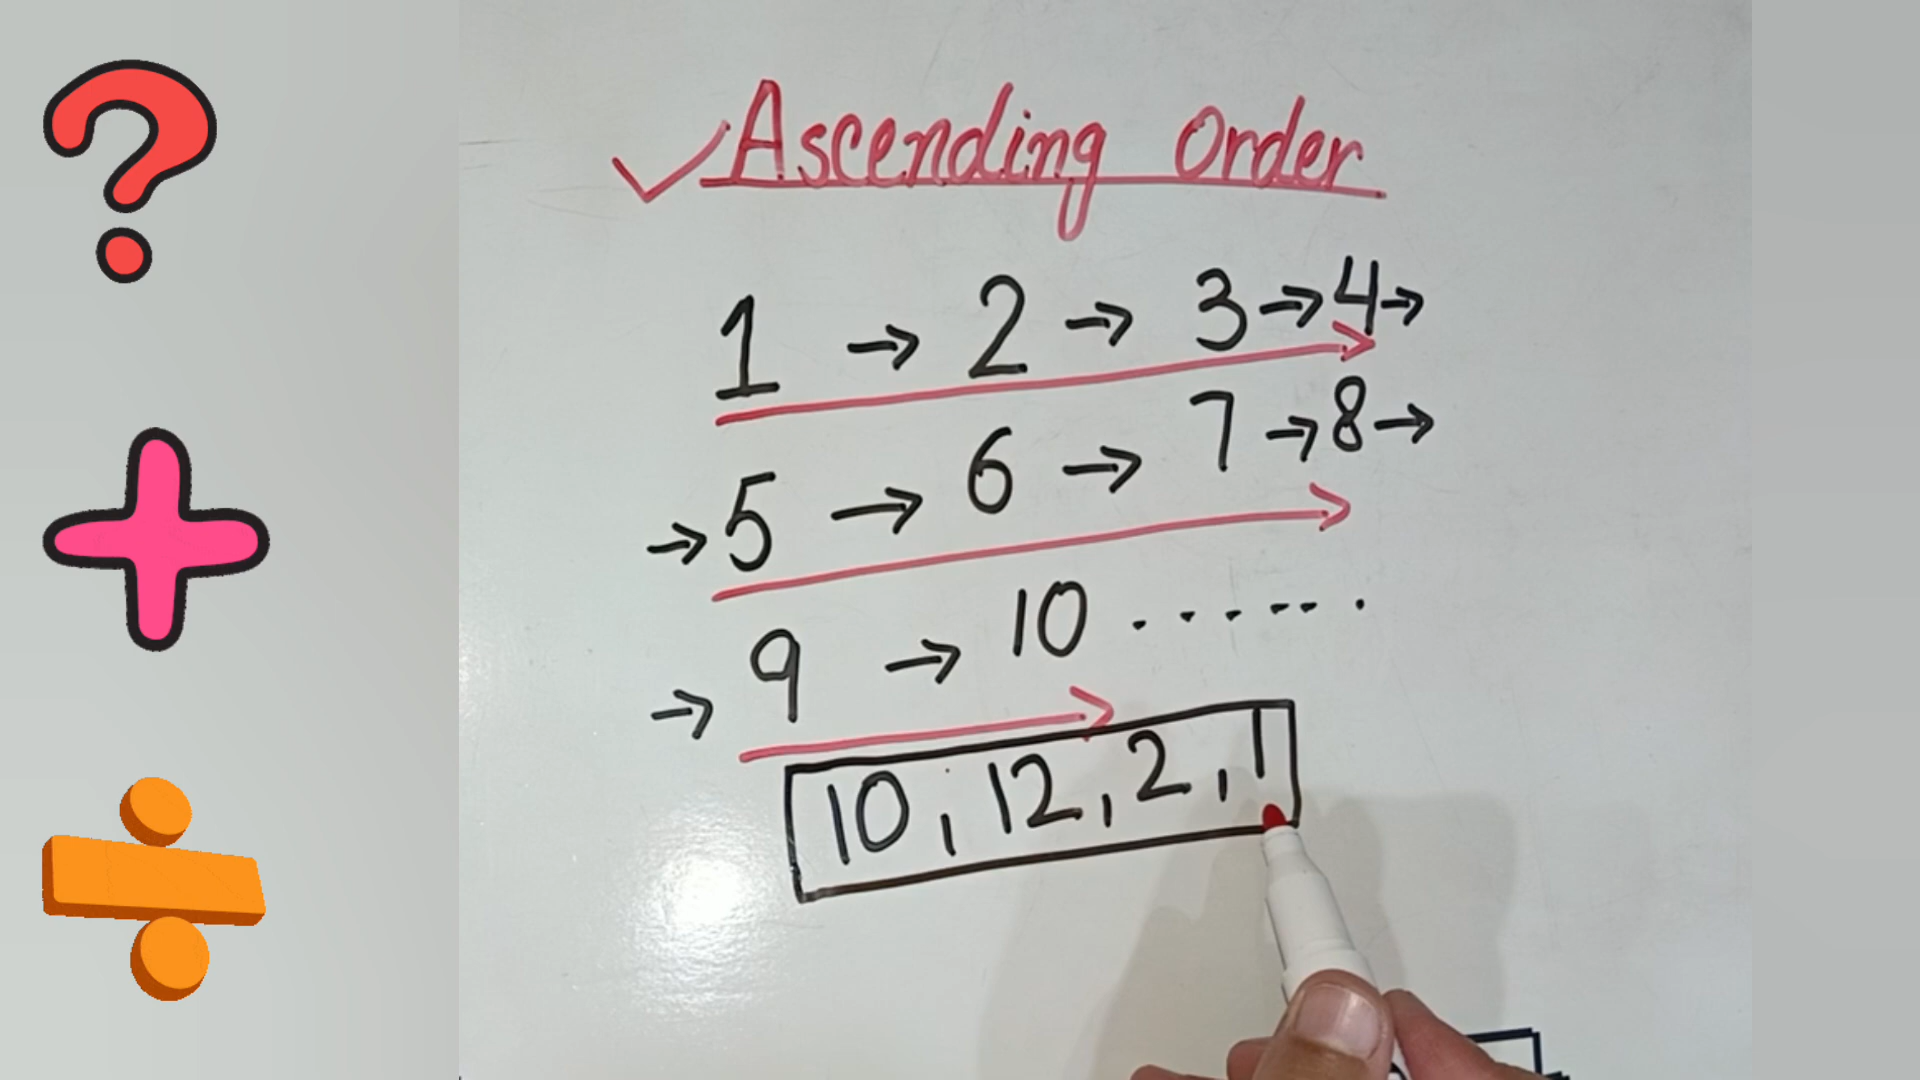 ✓Ascending Order
1 → 2 → 3 → 4 →
→ 5 → 6 → 7 → 8 →
→ 9 → 10 .......
10, 12, 2, 1